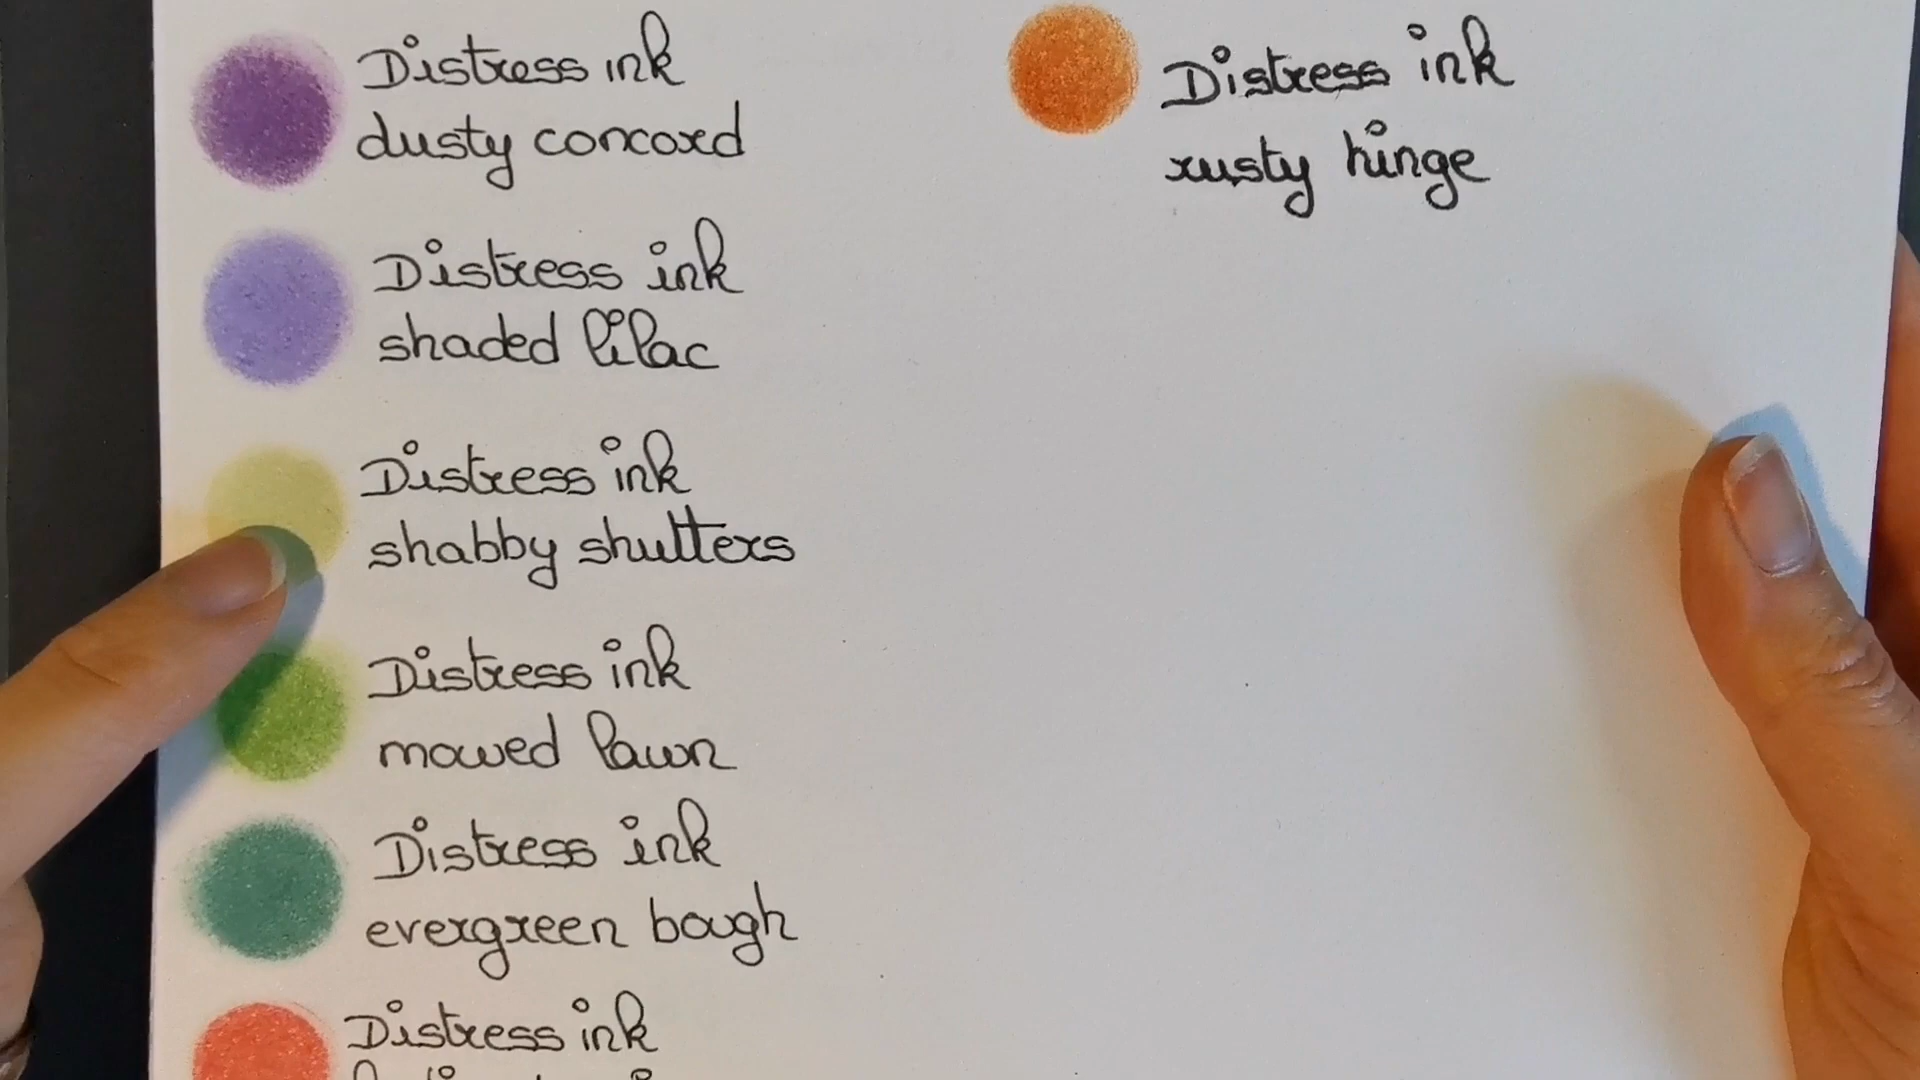 Distress ink
dusty concord
Distress ink
shaded lilac
Distress ink
shabby shutters
Distress ink
mowed lawn
Distress ink
evergreen bough
Distress ink
Distress ink
rusty hinge